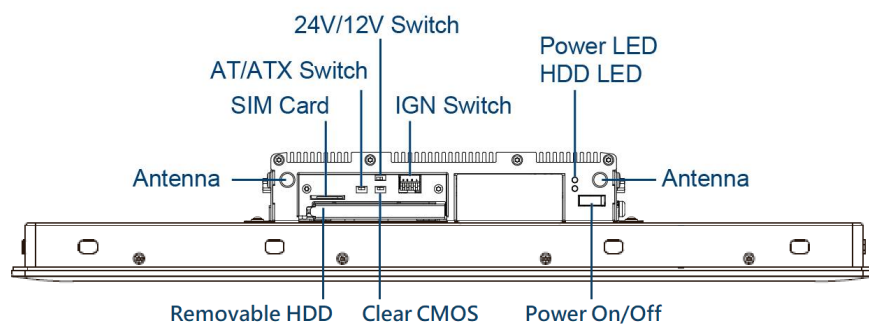 24V/12V Switch
Power LED
HDD LED
AT/ATX Switch
SIM Card
IGN Switch
Antenna
Antenna
Removable HDD
Clear CMOS
Power On/Off